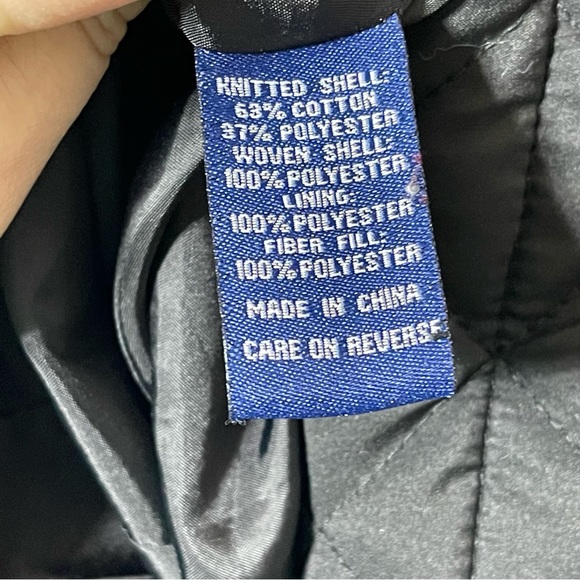 KNITTED SHELL:
63% COTTON
37% POLYESTER
WOVEN SHELL:
100% POLYESTER
LINING:
100% POLYESTER
FIBER FILL:
100% POLYESTER
MADE IN CHINA
CARE ON REVERSE